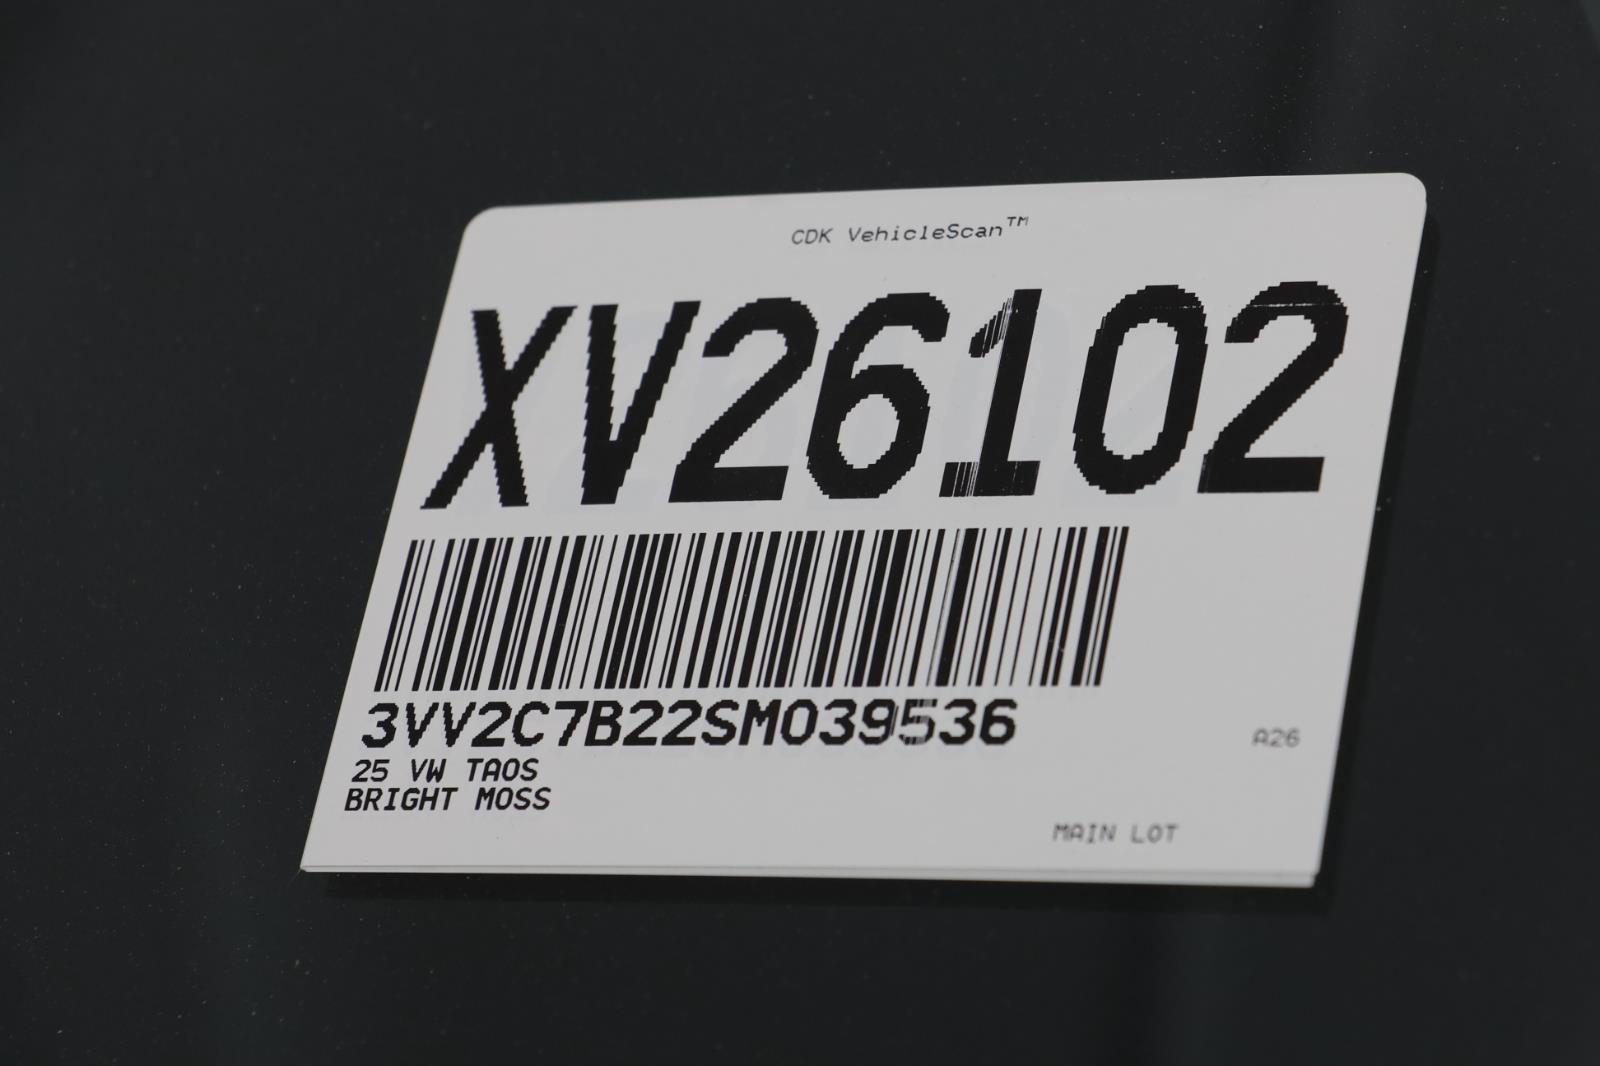 CDK VehicleScan™
XV26102
3VV2C7B22SM039536
25 VW TAOS
BRIGHT MOSS
A26
MAIN LOT